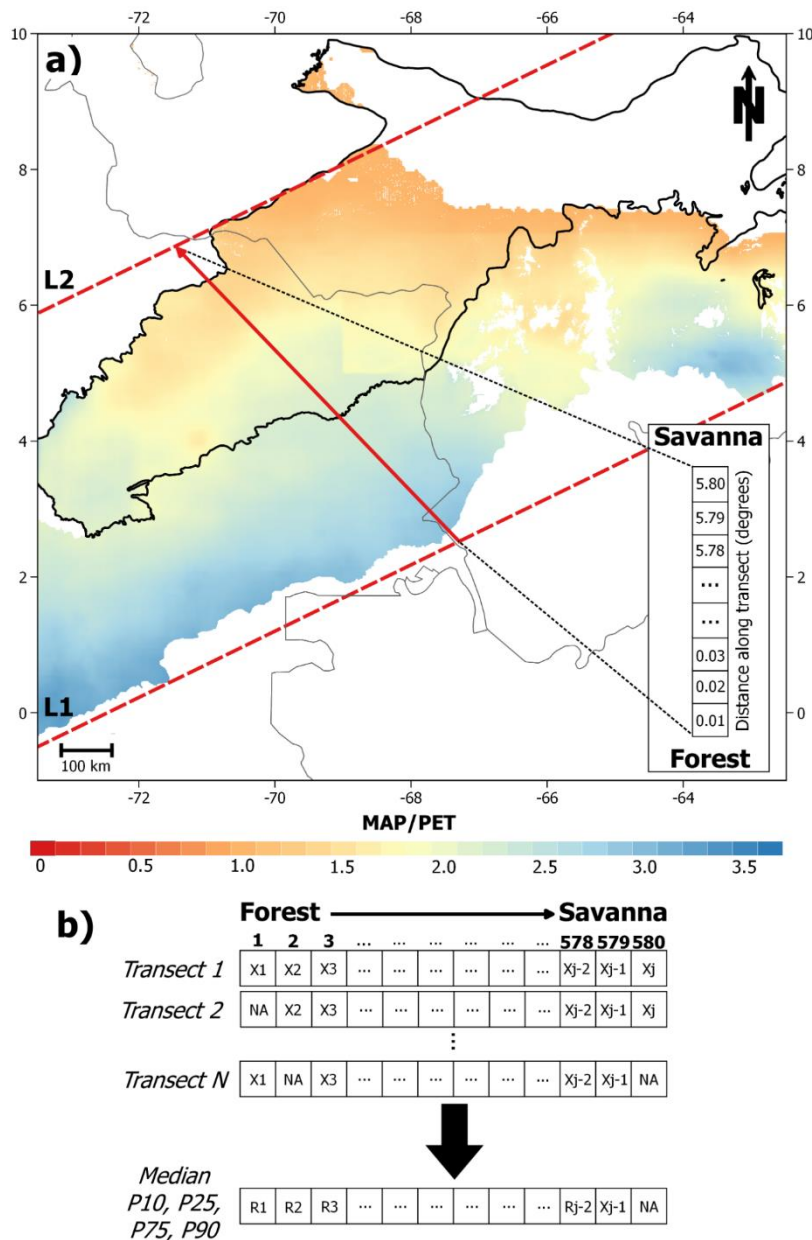 -72 -70 -68 -66 -64
10 10
a)
N
8 8
6 6
L2
4 4
Savanna
5.80
5.79
5.78
...
...
0.03
0.02
0.01
Distance along transect (degrees)
Forest
2 2
0 0
L1
100 km
-72 -70 -68 -66 -64
MAP/PET
0 0.5 1.0 1.5 2.0 2.5 3.0 3.5
b)
Forest Savanna
1 2 3 ... ... ... ... ... ... 578 579 580
Transect 1 X1 X2 X3 ... ... ... ... ... Xj-2 Xj-1 Xj
Transect 2 NA X2 X3 ... ... ... ... ... Xj-2 Xj-1 Xj
⋮
Transect N X1 NA X3 ... ... ... ... ... Xj-2 Xj-1 NA
Median
P10, P25,
P75, P90
R1 R2 R3 ... ... ... ... ... Rj-2 Xj-1 NA